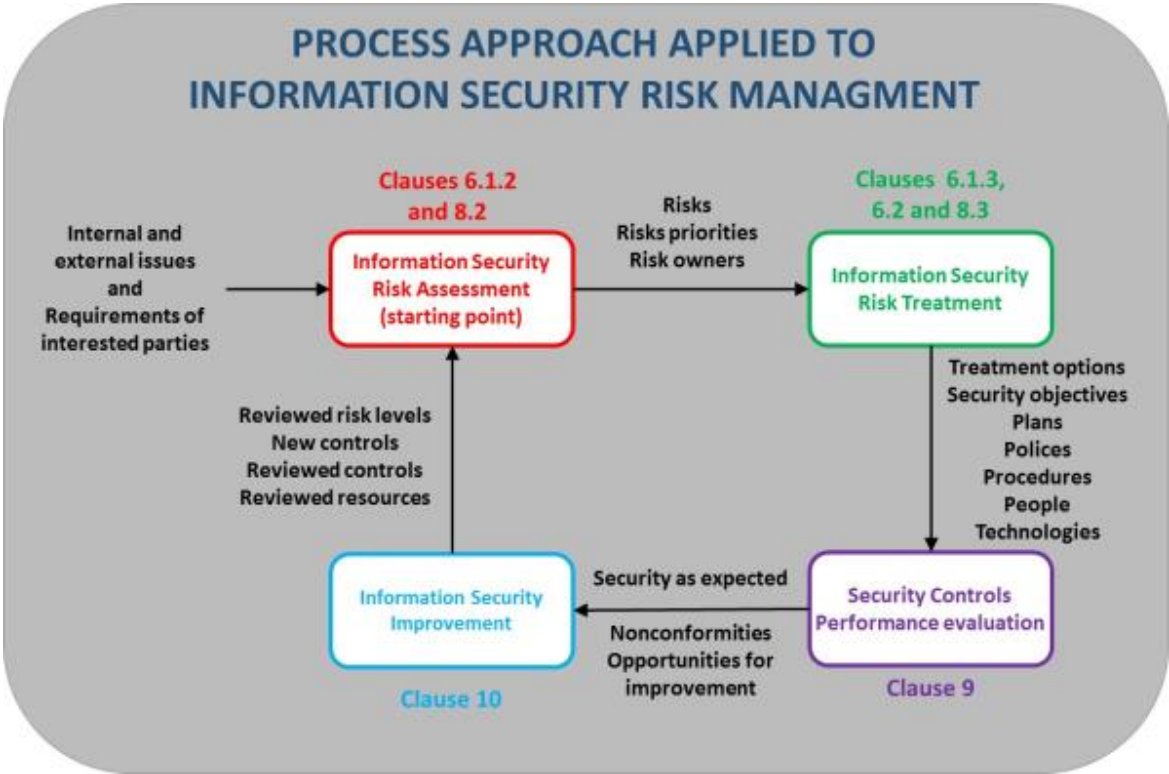 PROCESS APPROACH APPLIED TO
INFORMATION SECURITY RISK MANAGMENT
Internal and
external issues
and
Requirements of
interested parties
Clauses 6.1.2
and 8.2
Information Security
Risk Assessment
(starting point)
Risks
Risks priorities
Risk owners
Clauses 6.1.3,
6.2 and 8.3
Information Security
Risk Treatment
Treatment options
Security objectives
Plans
Polices
Procedures
People
Technologies
Security Controls
Performance evaluation
Clause 9
Security as expected
Nonconformities
Opportunities for
improvement
Information Security
Improvement
Clause 10
Reviewed risk levels
New controls
Reviewed controls
Reviewed resources